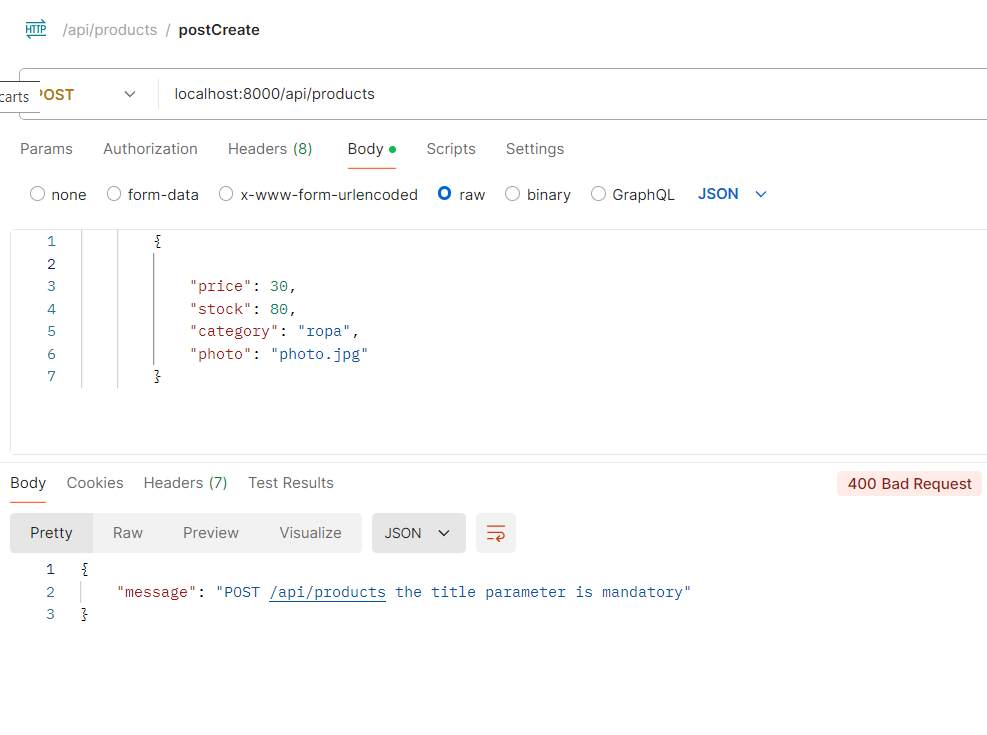 HTTP /api/products / postCreate
carts
POST localhost:8000/api/products
Params Authorization Headers (8) Body Scripts Settings
none form-data x-www-form-urlencoded raw binary GraphQL JSON
1 {
2
3 "price": 30,
4 "stock": 80,
5 "category": "ropa",
6 "photo": "photo.jpg"
7 }
Body Cookies Headers (7) Test Results 400 Bad Request
Pretty Raw Preview Visualize JSON
1 {
2 "message": "POST /api/products the title parameter is mandatory"
3 }